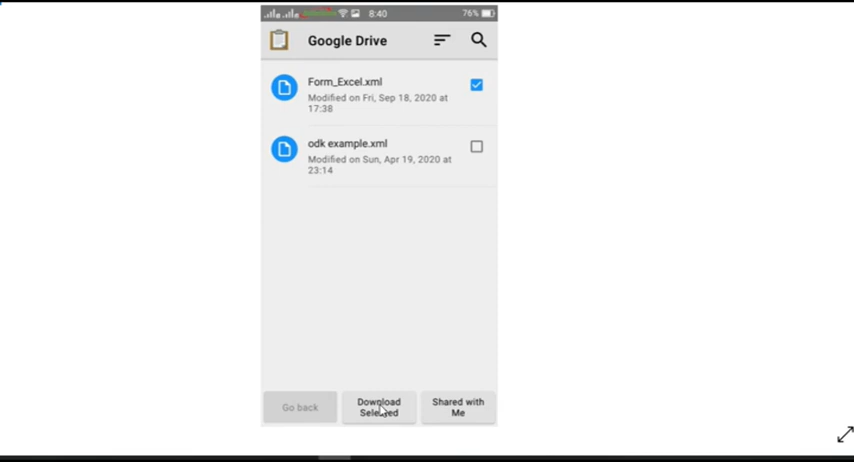 8:40
76%
Google Drive
Form_Excel.xml
Modified on Fri, Sep 18, 2020 at
17:38
odk example.xml
Modified on Sun, Apr 19, 2020 at
23:14
Go back
Download
Selected
Shared with
Me